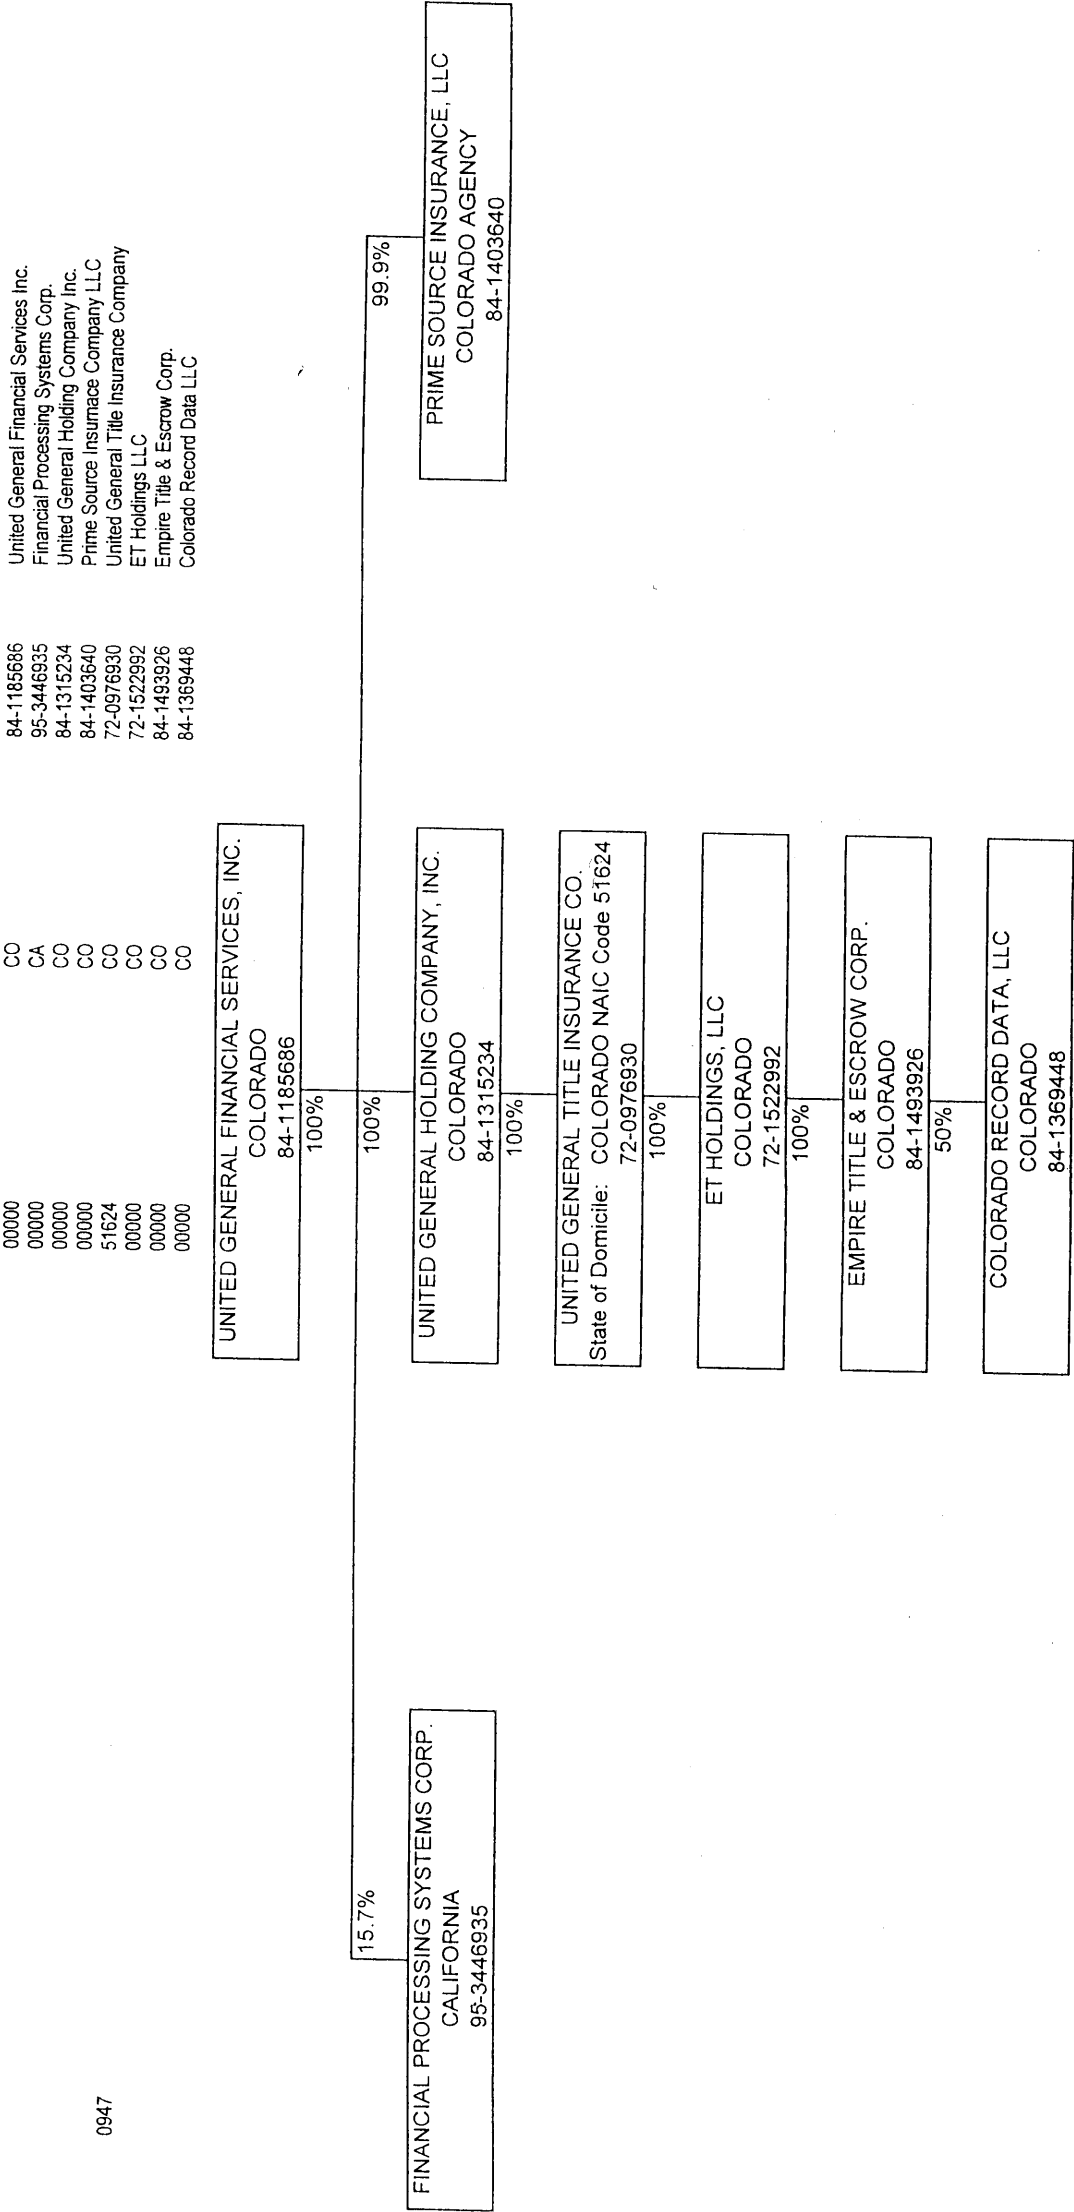 00000 CO 84-1185686 United General Financial Services Inc.
00000 CA 95-3446935 Financial Processing Systems Corp.
00000 CO 84-1315234 United General Holding Company Inc.
00000 CO 84-1403640 Prime Source Insurnace Company LLC
0947 51624 CO 72-0976930 United General Title Insurance Company
00000 CO 72-1522992 ET Holdings LLC
00000 CO 84-1493926 Empire Title & Escrow Corp.
00000 CO 84-1369448 Colorado Record Data LLC
UNITED GENERAL FINANCIAL SERVICES, INC.
COLORADO
84-1185686
100%
15.7%
100%
99.9%
FINANCIAL PROCESSING SYSTEMS CORP.
CALIFORNIA
95-3446935
UNITED GENERAL HOLDING COMPANY, INC.
COLORADO
84-1315234
PRIME SOURCE INSURANCE, LLC
COLORADO AGENCY
84-1403640
100%
UNITED GENERAL TITLE INSURANCE CO.
State of Domicile: COLORADO NAIC Code 51624
72-0976930
100%
ET HOLDINGS, LLC
COLORADO
72-1522992
100%
EMPIRE TITLE & ESCROW CORP.
COLORADO
84-1493926
50%
COLORADO RECORD DATA, LLC
COLORADO
84-1369448